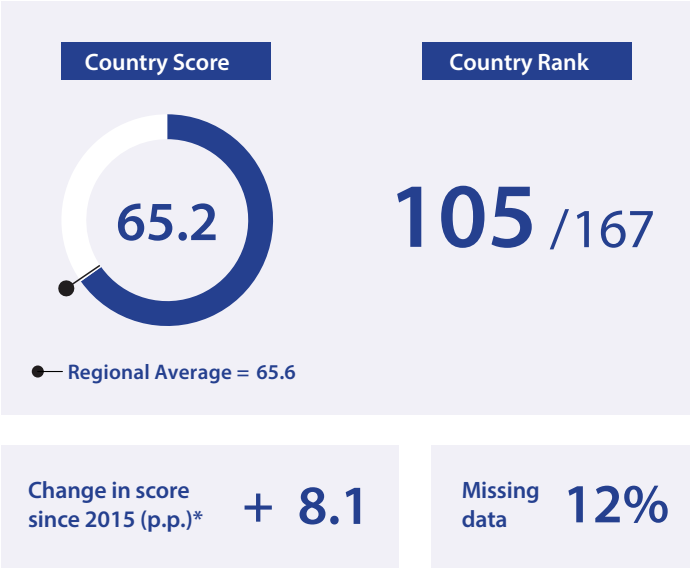 Country Score
Country Rank
65.2
105 /167
Regional Average = 65.6
Change in score
since 2015 (p.p.)*
+ 8.1
Missing
data
12%